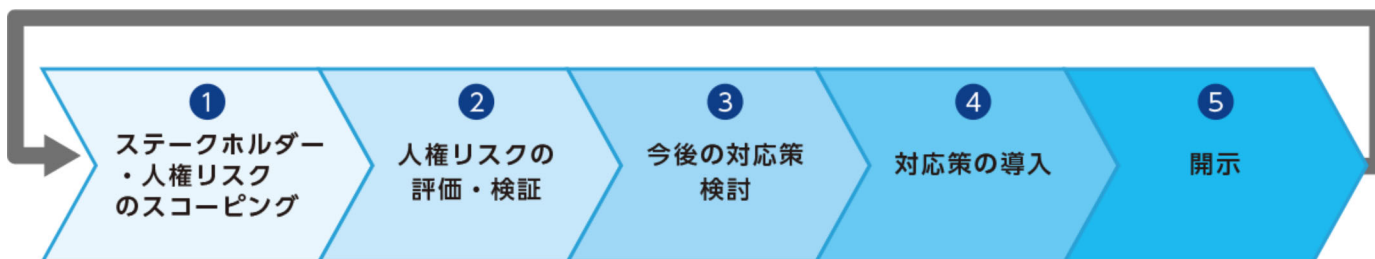 1
ステークホルダー
・人権リスク
のスコーピング
2
人権リスクの
評価・検証
3
今後の対応策
検討
4
対応策の導入
5
開示